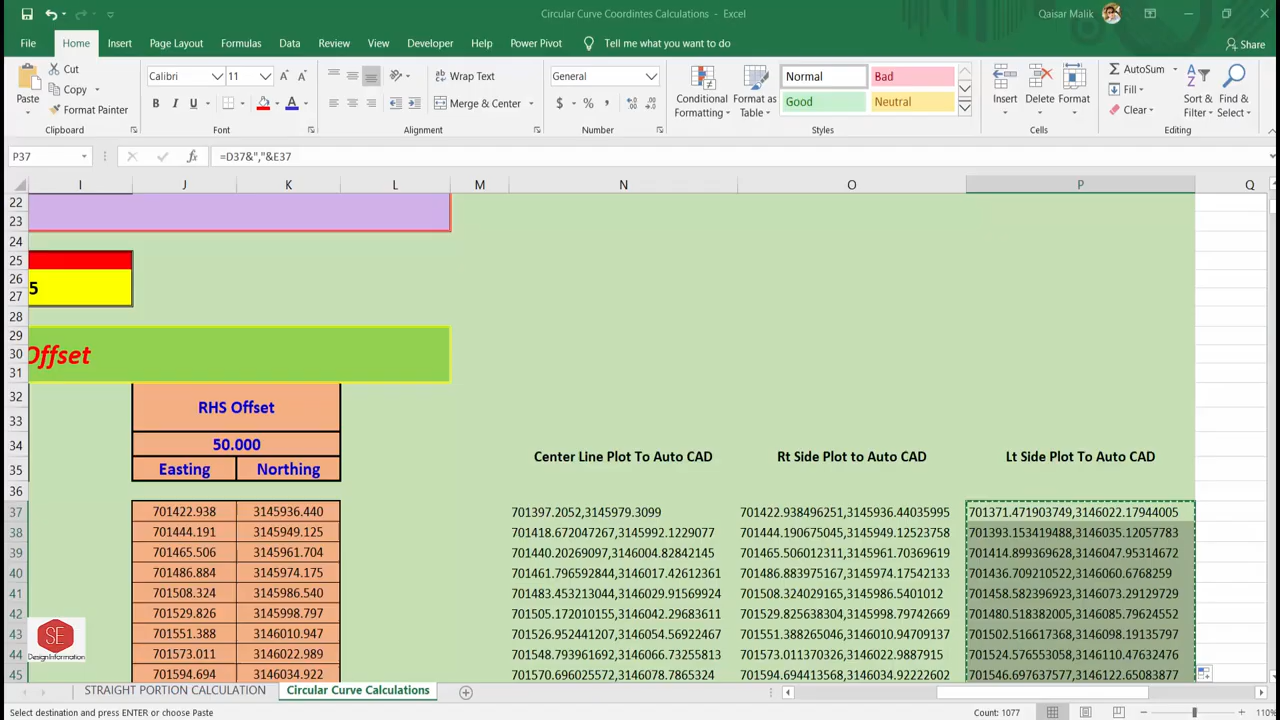 Circular Curve Coordintes Calculations - Excel
Qaisar Malik
File Home Insert Page Layout Formulas Data Review View Developer Help Power Pivot Tell me what you want to do Share
Paste
Cut
Copy
Format Painter
Clipboard
Calibri 11
B I U A
Font
ab Wrap Text
Merge & Center
Alignment
General
$ % ,
Number
Conditional Formatting
Format as Table
Normal Bad
Good Neutral
Styles
Insert Delete Format
Cells
AutoSum
Fill
Clear
Sort & Filter
Find & Select
Editing
P37 fx =D37&","&E37
I J K L M N O P Q
22
23
24
25
26
27 5
28
29
30 Offset
31
32
33 RHS Offset
34 50.000
35 Easting Northing Center Line Plot To Auto CAD Rt Side Plot to Auto CAD Lt Side Plot To Auto CAD
36
37 701422.938 3145936.440 701397.2052,3145979.3099 701422.938496251,3145936.44035995 701371.471903749,3146022.17944005
38 701444.191 3145949.125 701418.672047267,3145992.1229077 701444.190675045,3145949.12523758 701393.153419488,3146035.12057783
39 701465.506 3145961.704 701440.20269097,3146004.82842145 701465.506012311,3145961.70369619 701414.899369628,3146047.95314672
40 701486.884 3145974.175 701461.796592844,3146017.42612361 701486.883975167,3145974.17542133 701436.709210522,3146060.6768259
41 701508.324 3145986.540 701483.453213044,3146029.91569924 701508.324029165,3145986.5401012 701458.582396923,3146073.29129729
42 701529.826 3145998.797 701505.172010155,3146042.29683611 701529.825638304,3145998.79742669 701480.518382005,3146085.79624552
43 701551.388 3146010.947 701526.952441207,3146054.56922467 701551.388265046,3146010.94709137 701502.516617368,3146098.19135797
44 701573.011 3146022.989 701548.793961692,3146066.73255813 701573.011370326,3146022.9887915 701524.576553058,3146110.47632476
45 701594.694 3146034.922 701570.696025572,3146078.7865324 701594.694413568,3146034.92222602 701546.697637577,3146122.65083877
SE
DesignInformation
STRAIGHT PORTION CALCULATION Circular Curve Calculations
Select destination and press ENTER or choose Paste Count: 1077 110%